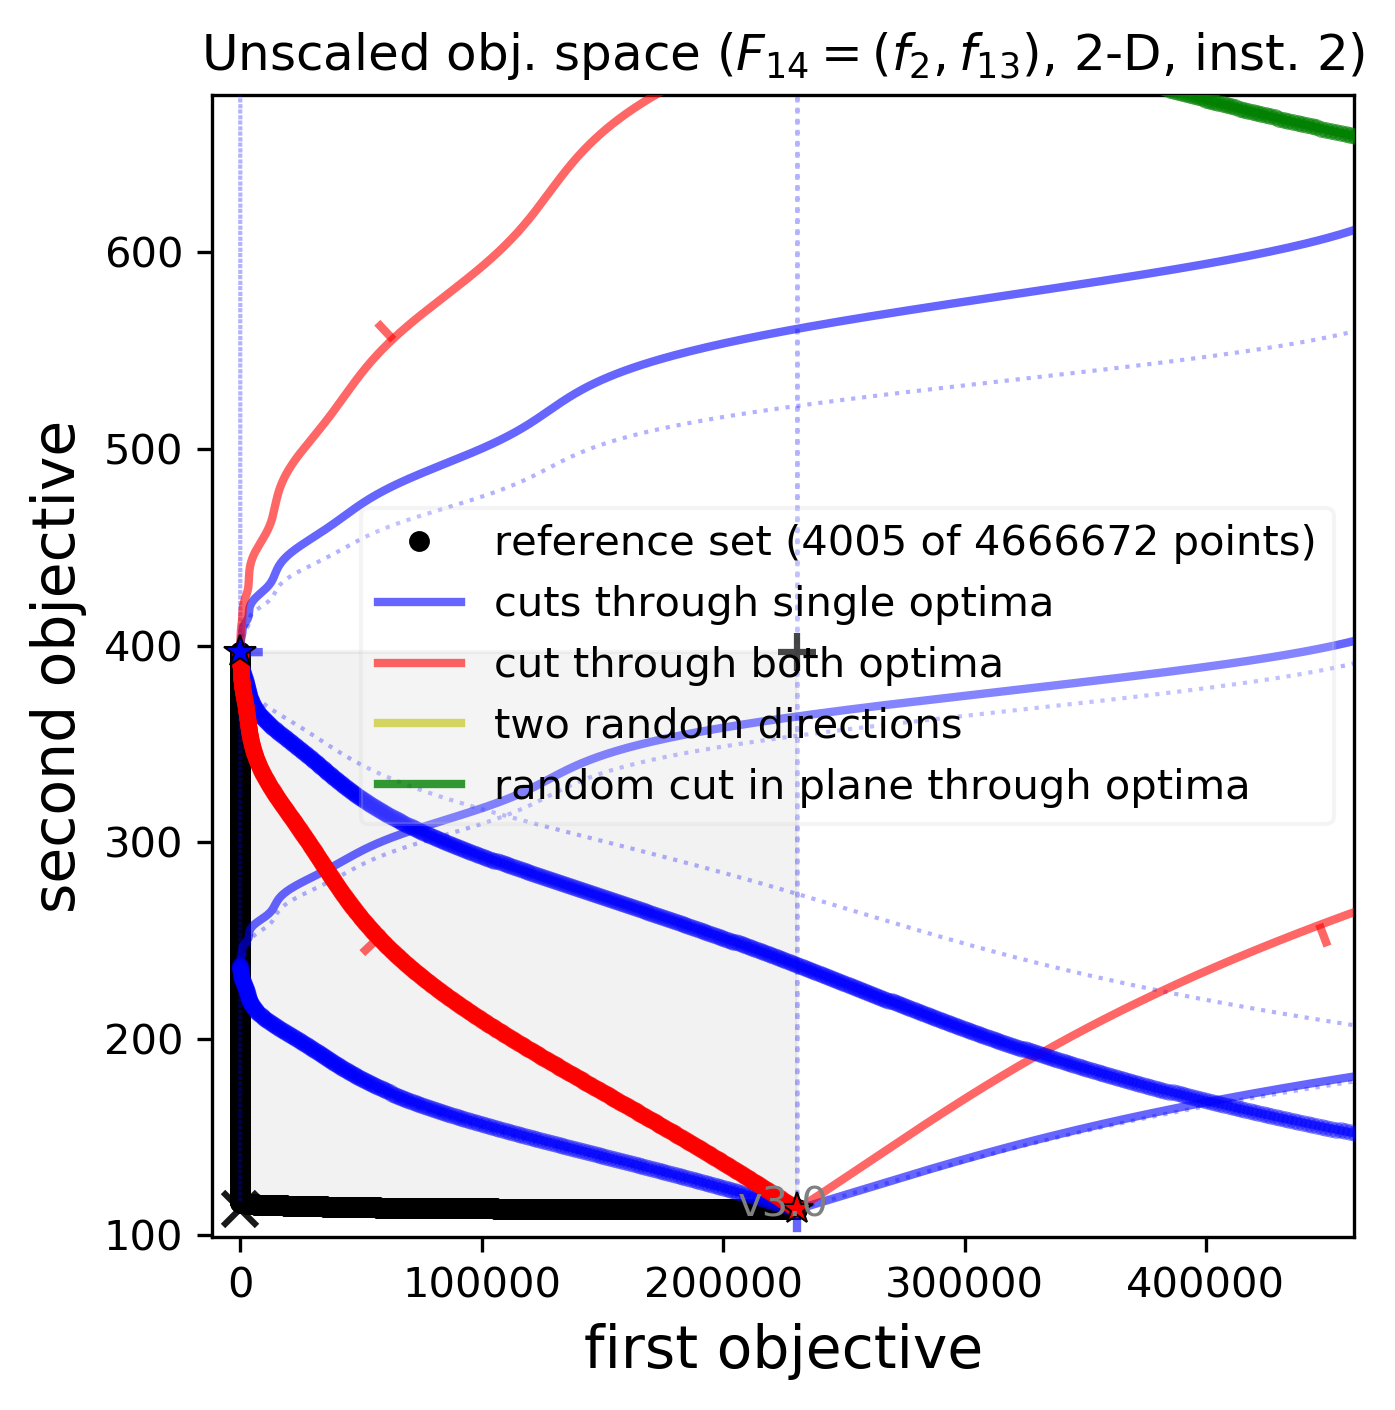 Unscaled obj. space (F14 = (f2, f13), 2-D, inst. 2)
second objective
600
500
400
300
200
100
reference set (4005 of 4666672 points)
cuts through single optima
cut through both optima
two random directions
random cut in plane through optima
v3.0
0 100000 200000 300000 400000
first objective